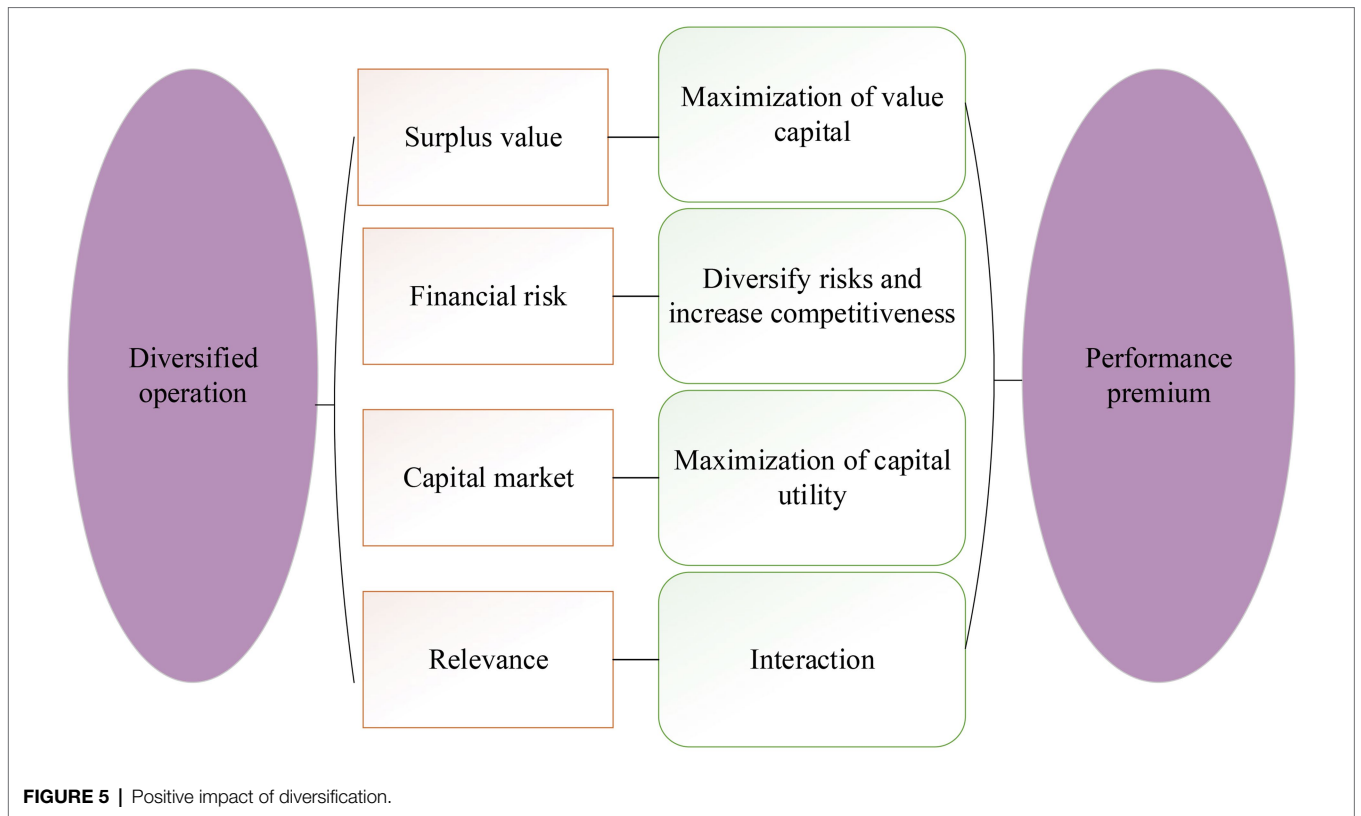 Diversified
operation
Surplus value
Maximization of value
capital
Financial risk
Diversify risks and
increase competitiveness
Capital market
Maximization of capital
utility
Relevance
Interaction
Performance
premium
FIGURE 5 | Positive impact of diversification.